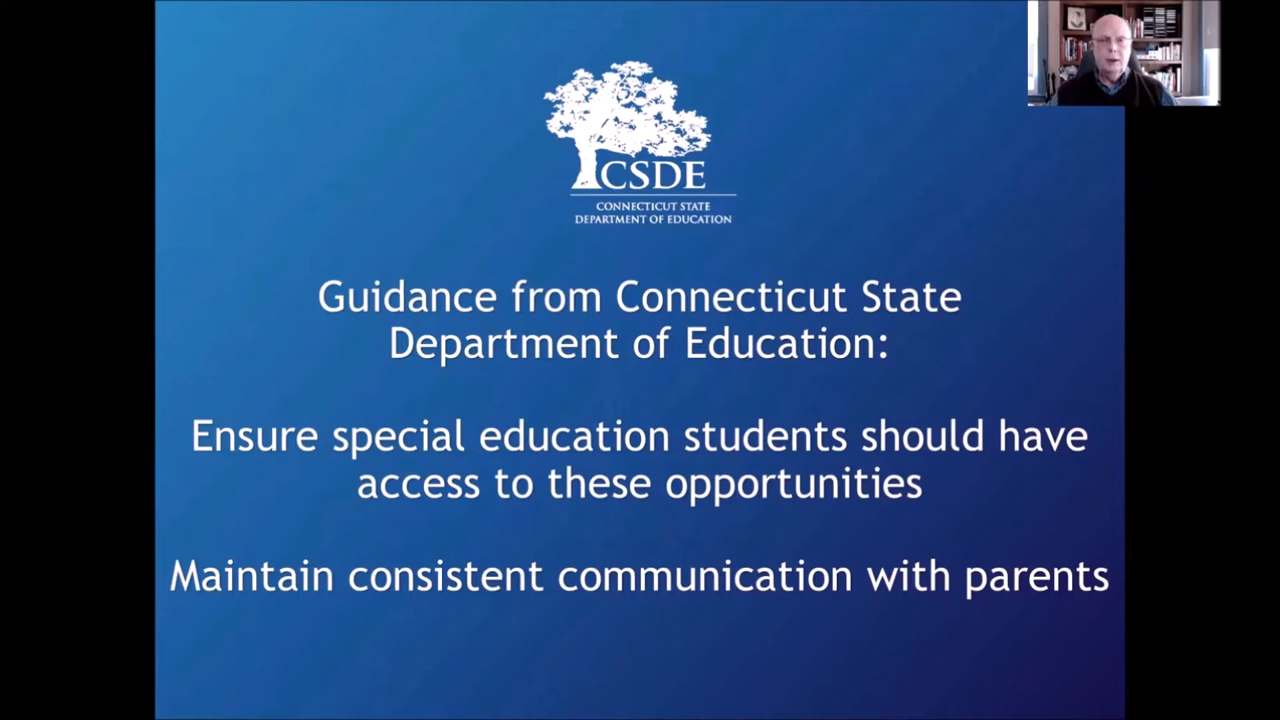 CSDE
CONNECTICUT STATE
DEPARTMENT OF EDUCATION
Guidance from Connecticut State
Department of Education:
Ensure special education students should have
access to these opportunities
Maintain consistent communication with parents